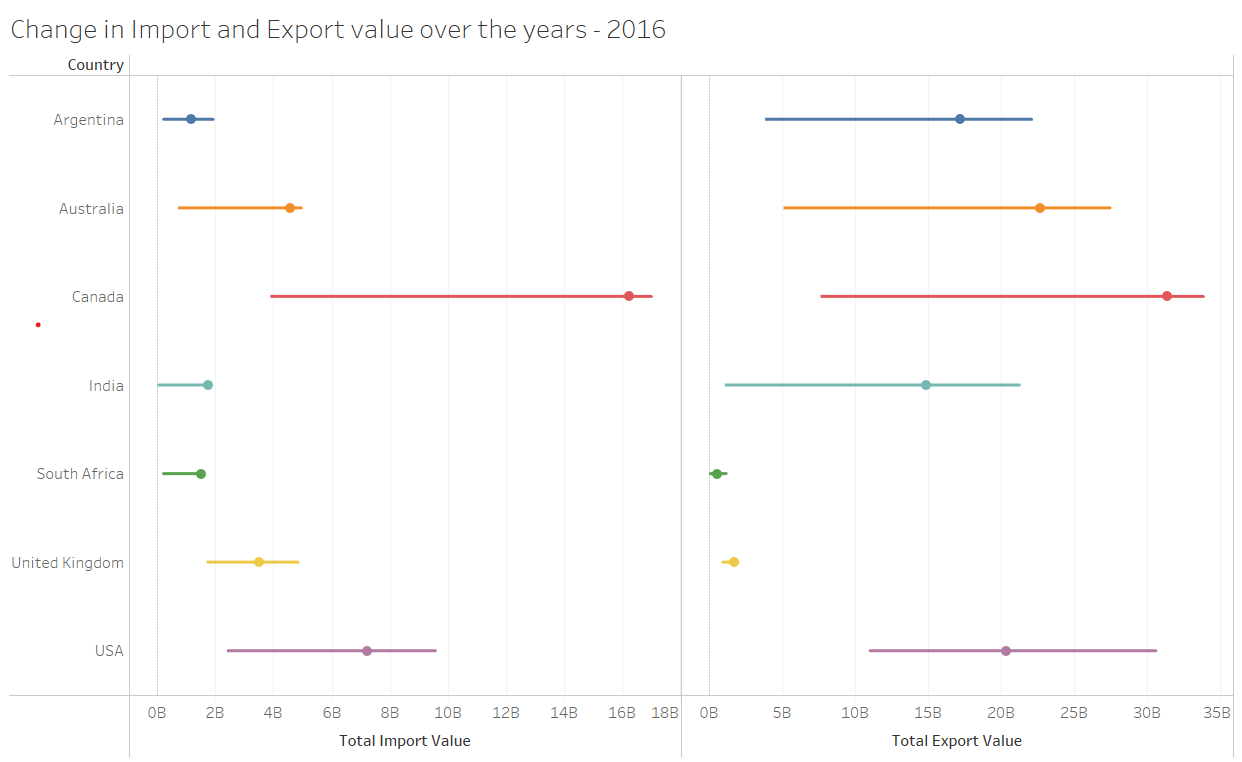 Change in Import and Export value over the years - 2016
Country
Argentina
Australia
Canada
India
South Africa
United Kingdom
USA
0B 2B 4B 6B 8B 10B 12B 14B 16B 18B 0B 5B 10B 15B 20B 25B 30B 35B
Total Import Value Total Export Value